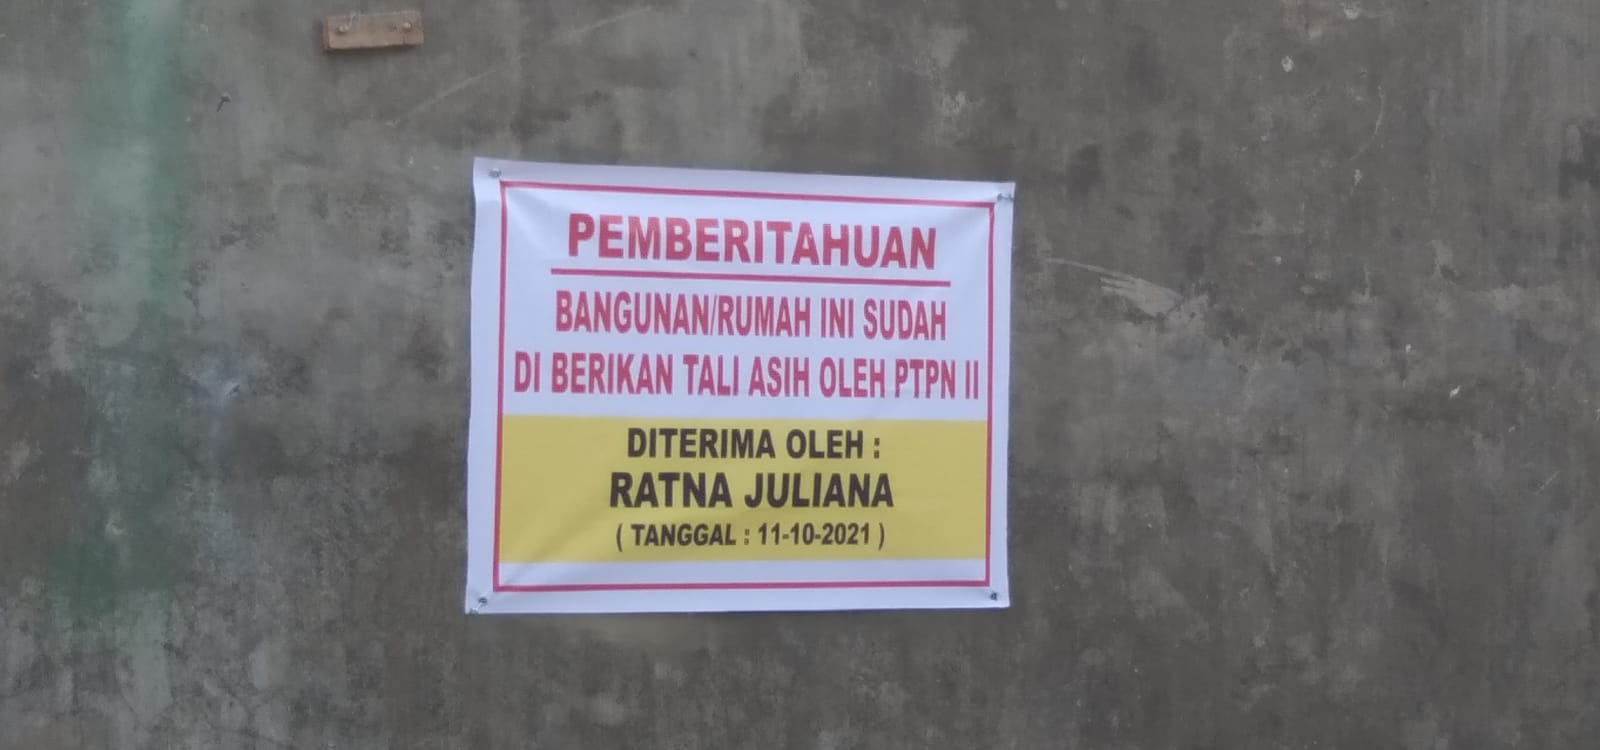 PEMBERITAHUAN
BANGUNAN/RUMAH INI SUDAH
DI BERIKAN TALI ASIH OLEH PTPN II
DITERIMA OLEH :
RATNA JULIANA
( TANGGAL : 11-10-2021 )